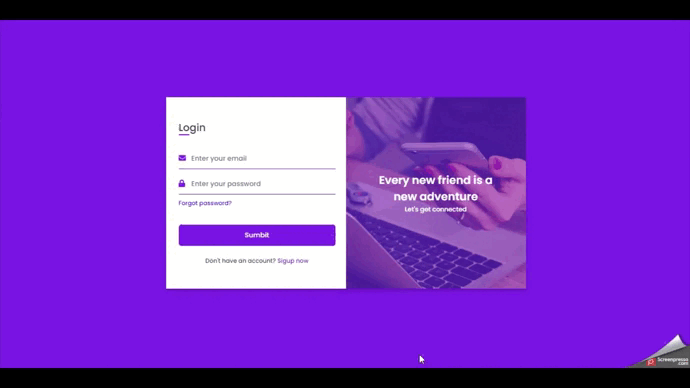 Login
Enter your email
Enter your password
Forgot password?
Sumbit
Don't have an account? Sigup now
Every new friend is a
new adventure
Let's get connected
Screenpresso
.com